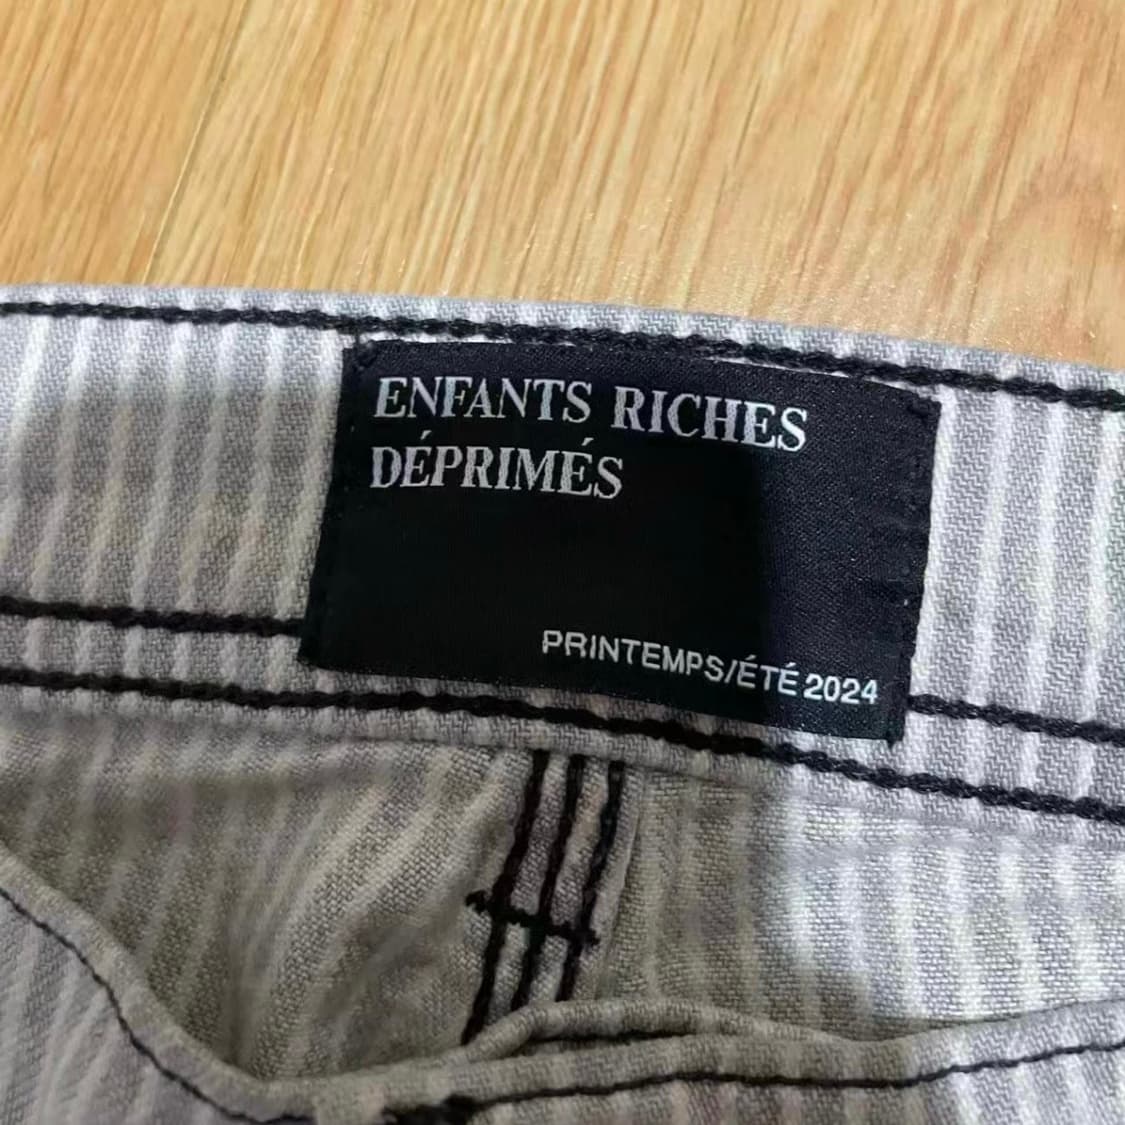 ENFANTS RICHES
DÉPRIMÉS
PRINTEMPS/ÉTÉ 2024